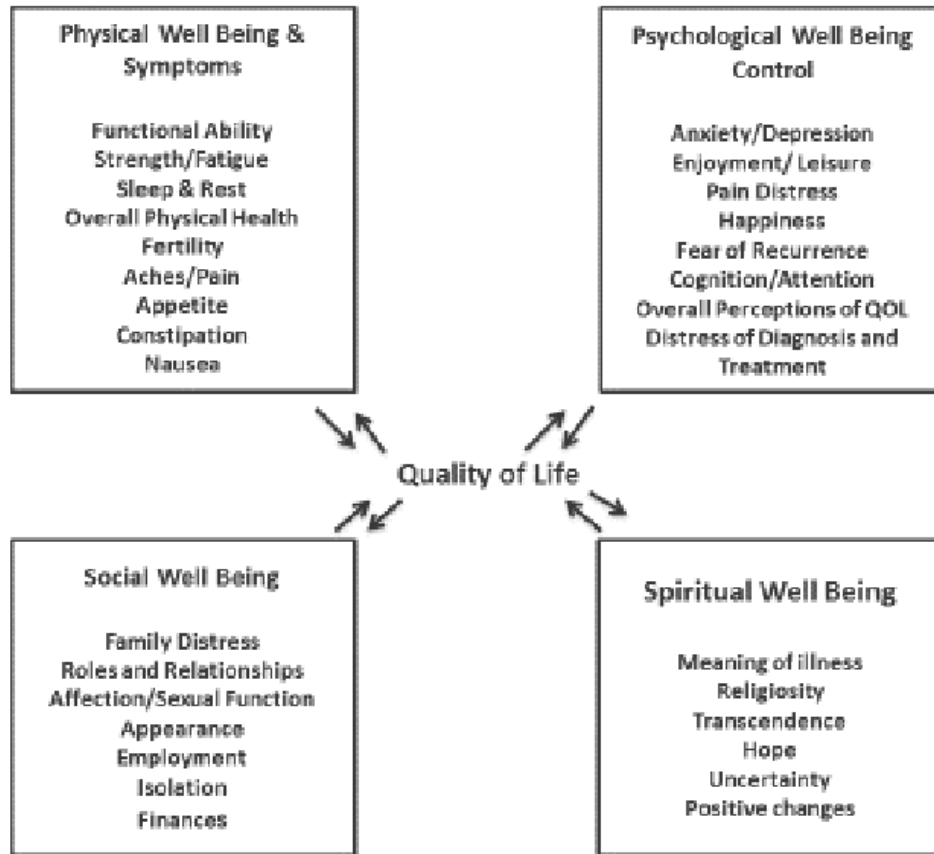 Physical Well Being &
Symptoms
Functional Ability
Strength/Fatigue
Sleep & Rest
Overall Physical Health
Fertility
Aches/Pain
Appetite
Constipation
Nausea
Psychological Well Being
Control
Anxiety/Depression
Enjoyment/ Leisure
Pain Distress
Happiness
Fear of Recurrence
Cognition/Attention
Overall Perceptions of QOL
Distress of Diagnosis and
Treatment
Quality of Life
Social Well Being
Family Distress
Roles and Relationships
Affection/Sexual Function
Appearance
Employment
Isolation
Finances
Spiritual Well Being
Meaning of illness
Religiosity
Transcendence
Hope
Uncertainty
Positive changes